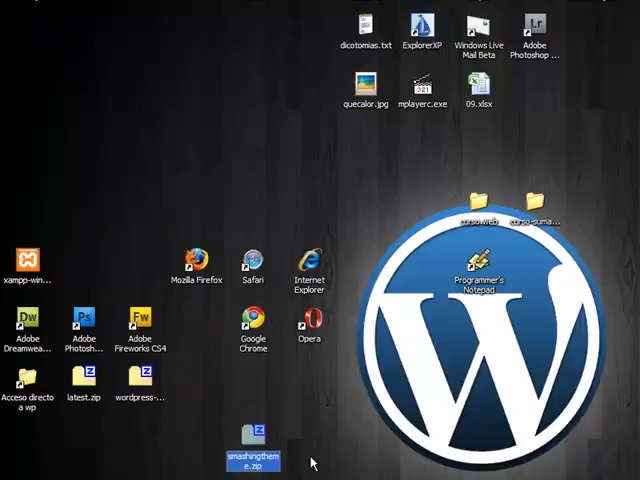 dicotomias.txt
ExplorerXP
Windows Live
Mail Beta
Adobe
Photoshop ...
quecalor.jpg
mplayerc.exe
09.xlsx
curso web
curso-suma...
xampp-win...
Mozilla Firefox
Safari
Internet
Explorer
Programmer's
Notepad
Adobe
Dreamwea...
Adobe
Photosh...
Adobe
Fireworks CS4
Google
Chrome
Opera
Acceso direct
a wp
latest.zip
wordpress-...
smashingthem
e.zip